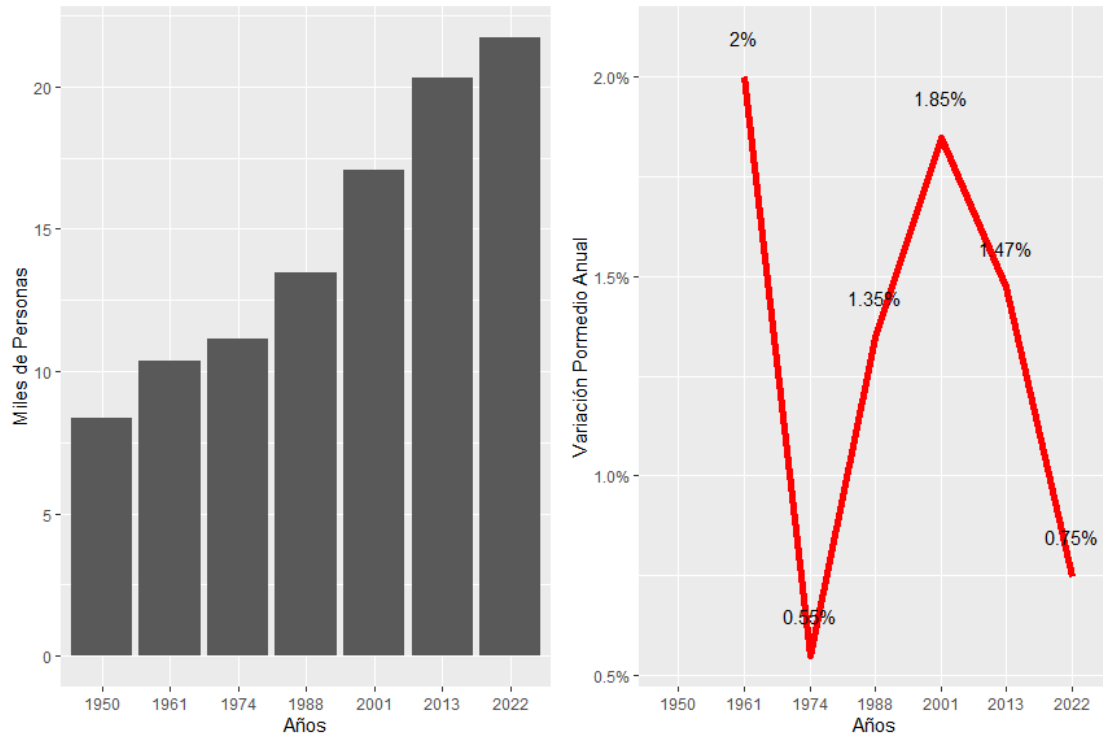 Miles de Personas
20
15
10
5
0
1950 1961 1974 1988 2001 2013 2022
Años
Variación Pormedio Anual
2.0%
1.5%
1.0%
0.5%
2%
0.55%
1.35%
1.85%
1.47%
0.75%
1950 1961 1974 1988 2001 2013 2022
Años